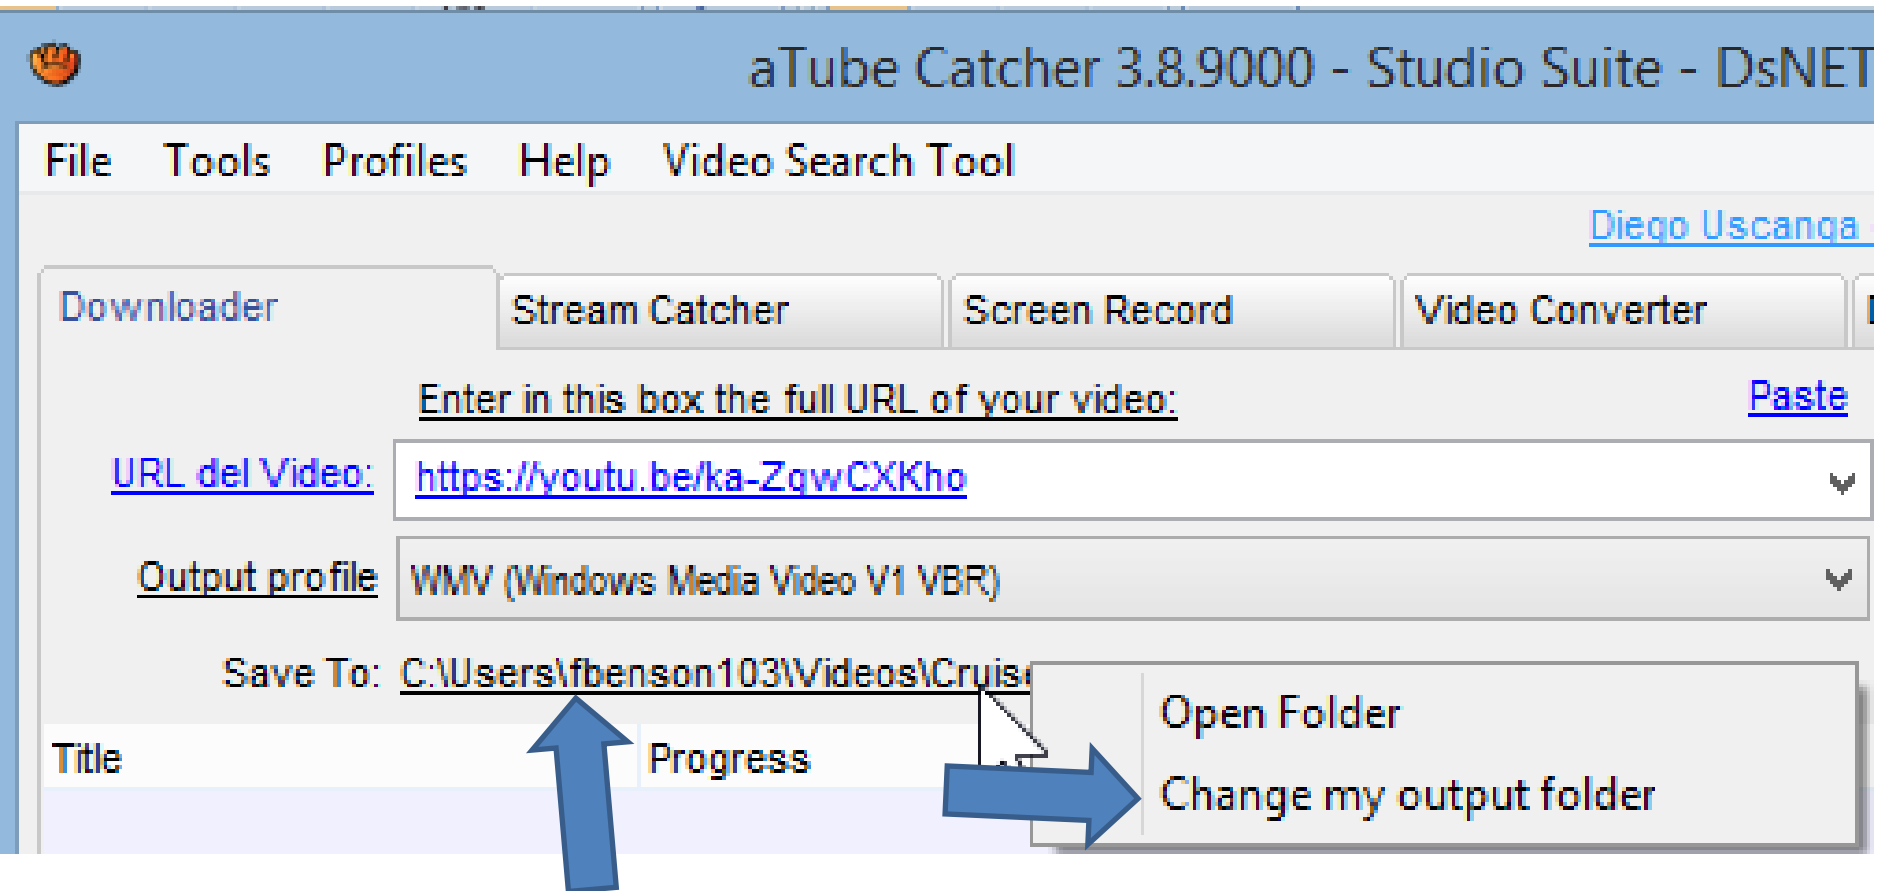 aTube Catcher 3.8.9000 - Studio Suite - DsNET
File Tools Profiles Help Video Search Tool
Diego Uscanga
Downloader Stream Catcher Screen Record Video Converter
Enter in this box the full URL of your video: Paste
URL del Video: https://youtu.be/ka-ZqwCXKho
Output profile WMV (Windows Media Video V1 VBR)
Save To: C:\Users\fbenson103\Videos\Cruise
Open Folder
Title Progress
Change my output folder